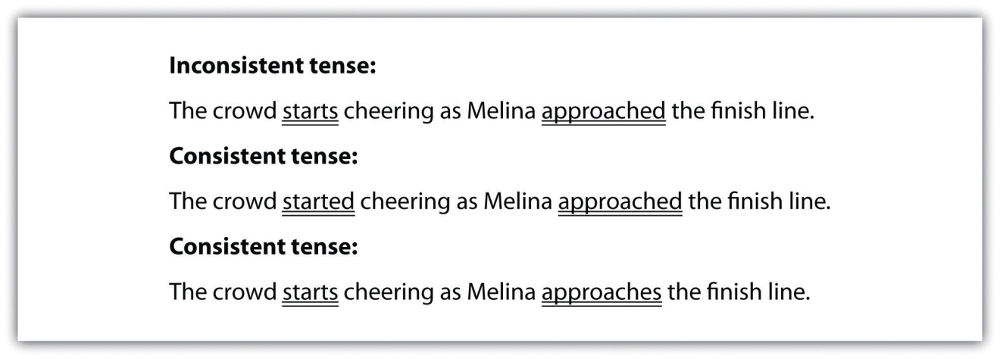 Inconsistent tense:
The crowd starts cheering as Melina approached the finish line.
Consistent tense:
The crowd started cheering as Melina approached the finish line.
Consistent tense:
The crowd starts cheering as Melina approaches the finish line.